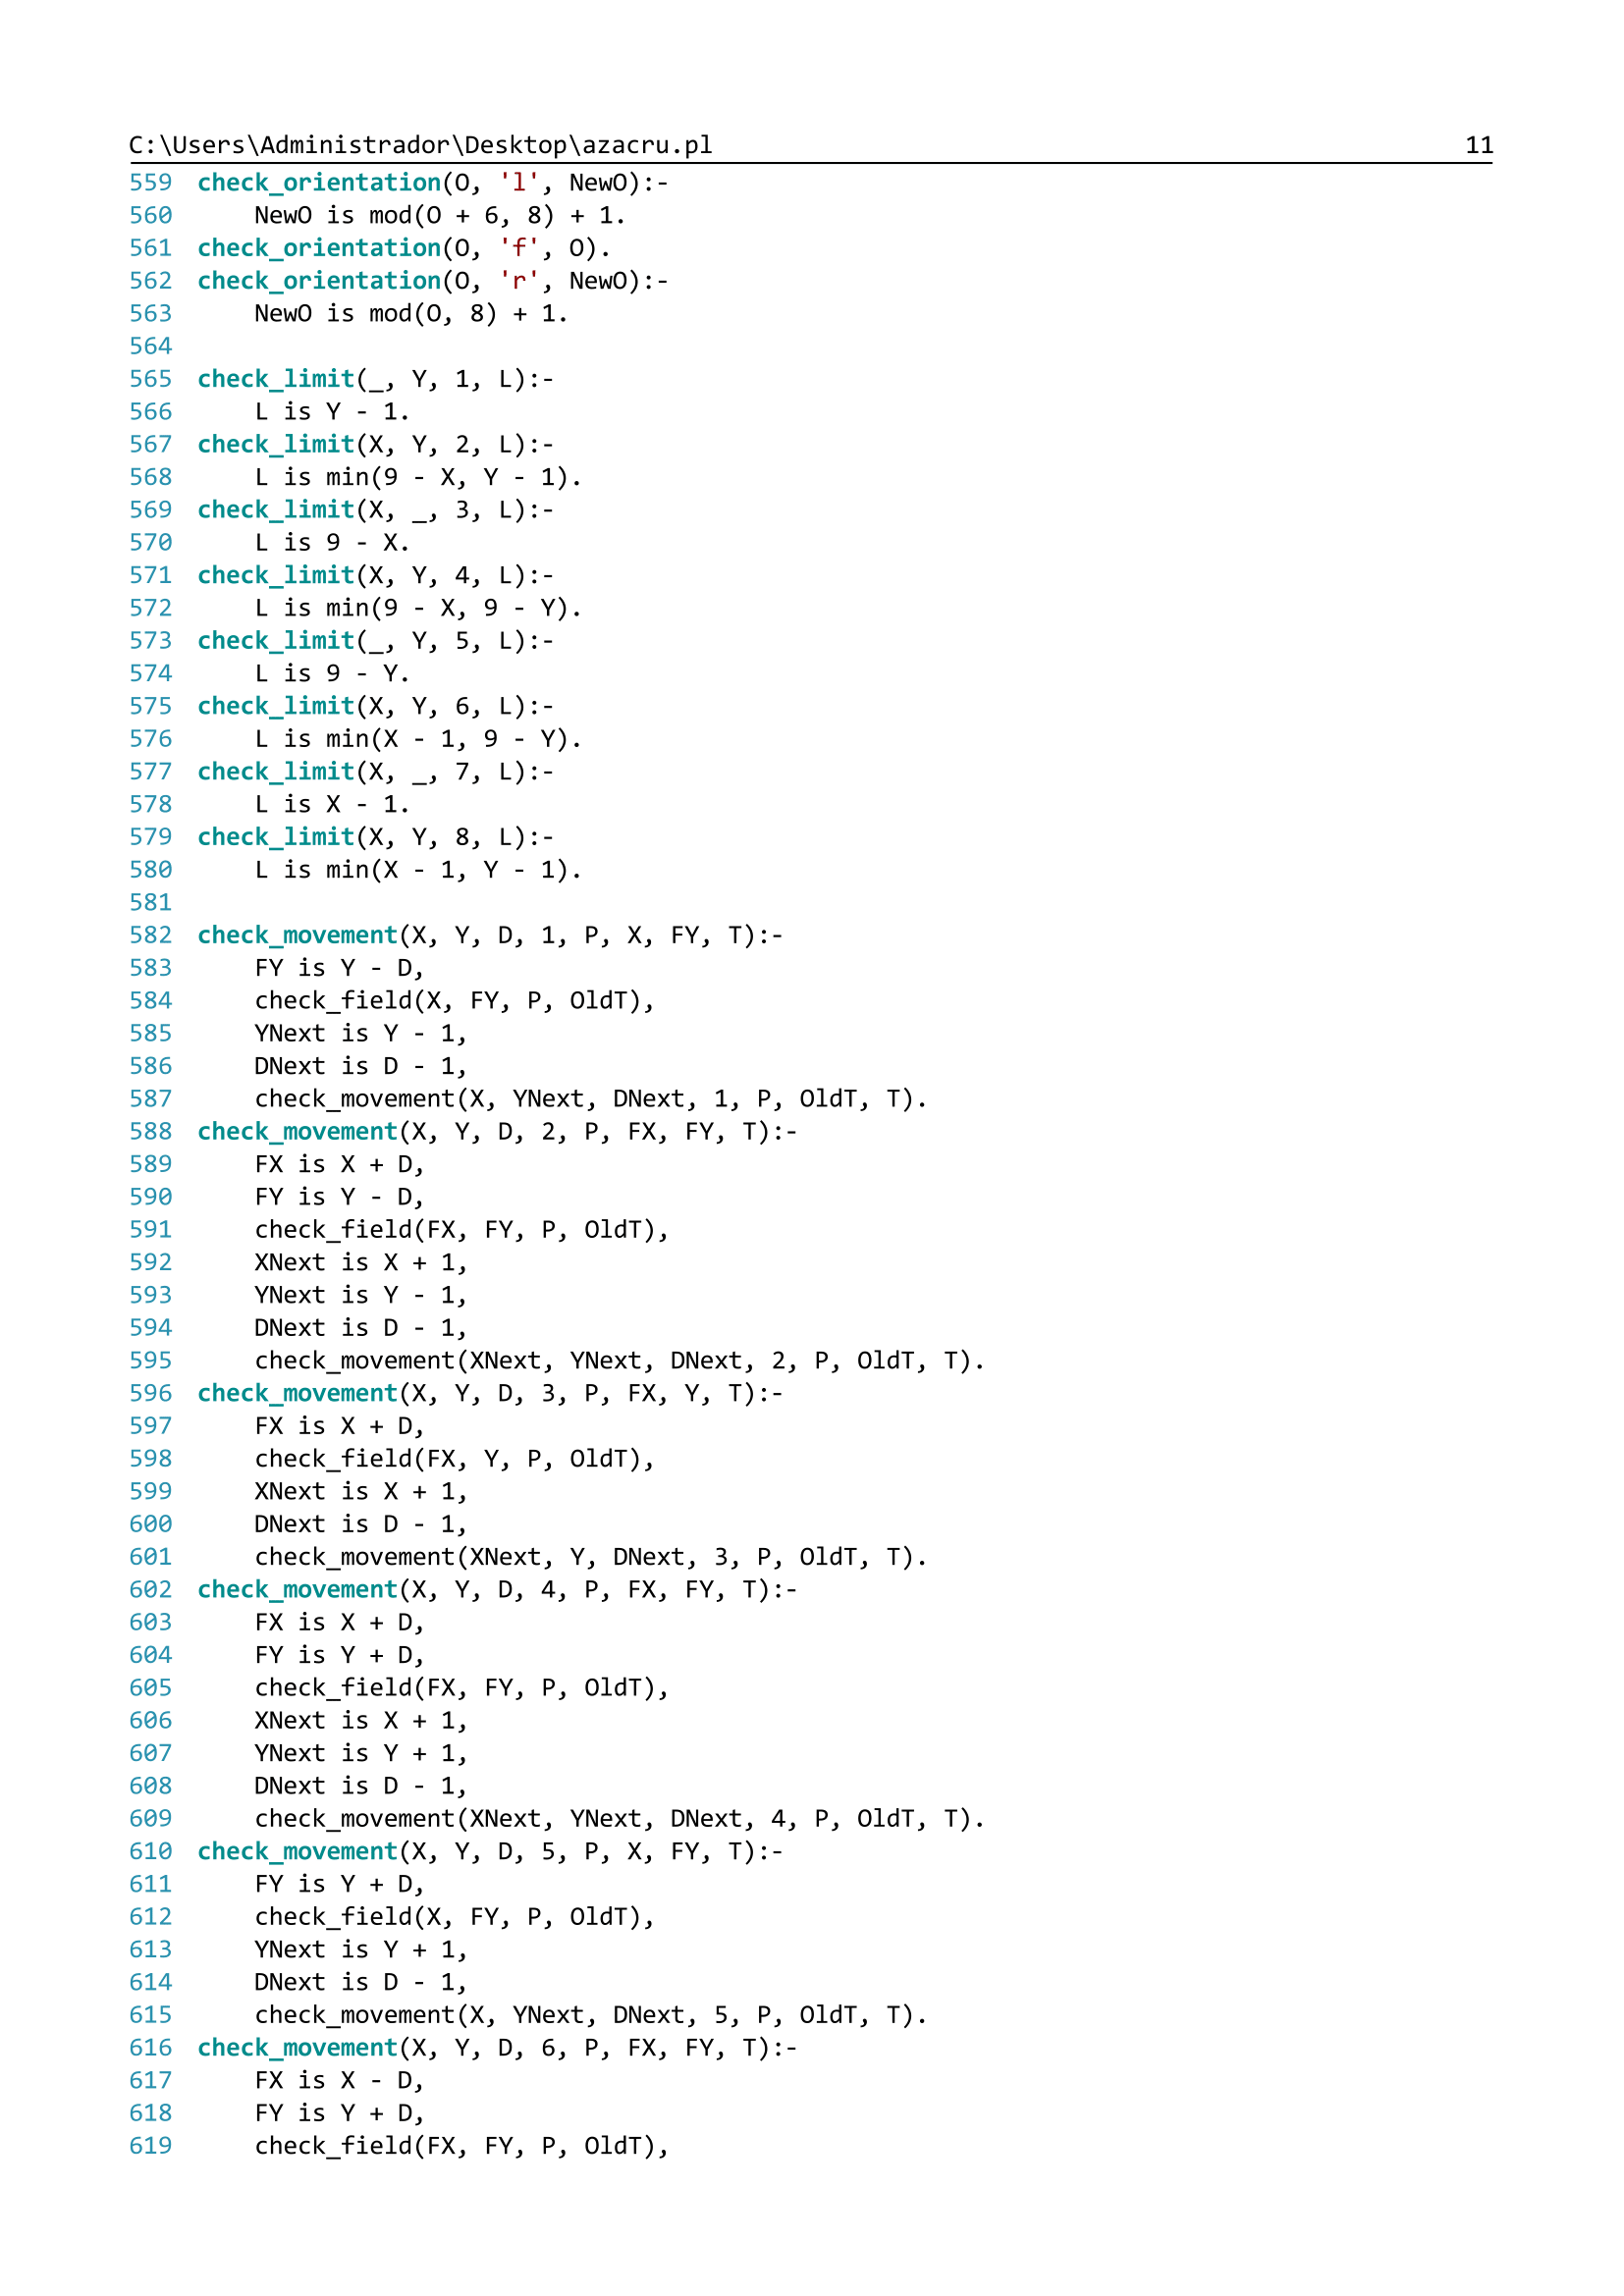 C:\Users\Administrador\Desktop\azacru.pl 11
559 check_orientation(O, 'l', NewO):-
560     NewO is mod(O + 6, 8) + 1.
561 check_orientation(O, 'f', O).
562 check_orientation(O, 'r', NewO):-
563     NewO is mod(O, 8) + 1.
564
565 check_limit(_, Y, 1, L):-
566     L is Y - 1.
567 check_limit(X, Y, 2, L):-
568     L is min(9 - X, Y - 1).
569 check_limit(X, _, 3, L):-
570     L is 9 - X.
571 check_limit(X, Y, 4, L):-
572     L is min(9 - X, 9 - Y).
573 check_limit(_, Y, 5, L):-
574     L is 9 - Y.
575 check_limit(X, Y, 6, L):-
576     L is min(X - 1, 9 - Y).
577 check_limit(X, _, 7, L):-
578     L is X - 1.
579 check_limit(X, Y, 8, L):-
580     L is min(X - 1, Y - 1).
581
582 check_movement(X, Y, D, 1, P, X, FY, T):-
583     FY is Y - D,
584     check_field(X, FY, P, OldT),
585     YNext is Y - 1,
586     DNext is D - 1,
587     check_movement(X, YNext, DNext, 1, P, OldT, T).
588 check_movement(X, Y, D, 2, P, FX, FY, T):-
589     FX is X + D,
590     FY is Y - D,
591     check_field(FX, FY, P, OldT),
592     XNext is X + 1,
593     YNext is Y - 1,
594     DNext is D - 1,
595     check_movement(XNext, YNext, DNext, 2, P, OldT, T).
596 check_movement(X, Y, D, 3, P, FX, Y, T):-
597     FX is X + D,
598     check_field(FX, Y, P, OldT),
599     XNext is X + 1,
600     DNext is D - 1,
601     check_movement(XNext, Y, DNext, 3, P, OldT, T).
602 check_movement(X, Y, D, 4, P, FX, FY, T):-
603     FX is X + D,
604     FY is Y + D,
605     check_field(FX, FY, P, OldT),
606     XNext is X + 1,
607     YNext is Y + 1,
608     DNext is D - 1,
609     check_movement(XNext, YNext, DNext, 4, P, OldT, T).
610 check_movement(X, Y, D, 5, P, X, FY, T):-
611     FY is Y + D,
612     check_field(X, FY, P, OldT),
613     YNext is Y + 1,
614     DNext is D - 1,
615     check_movement(X, YNext, DNext, 5, P, OldT, T).
616 check_movement(X, Y, D, 6, P, FX, FY, T):-
617     FX is X - D,
618     FY is Y + D,
619     check_field(FX, FY, P, OldT),